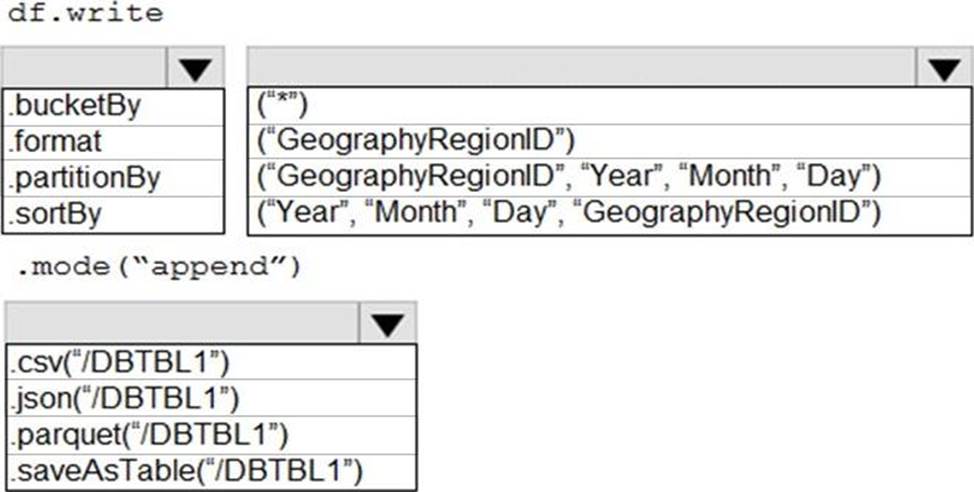 df.write
.bucketBy
.format
.partitionBy
.sortBy
(“*”)
(“GeographyRegionID”)
(“GeographyRegionID”, “Year”, “Month”, “Day”)
(“Year”, “Month”, “Day”, “GeographyRegionID”)
.mode(“append”)
.csv(“/DBTBL1”)
.json(“/DBTBL1”)
.parquet(“/DBTBL1”)
.saveAsTable(“/DBTBL1”)